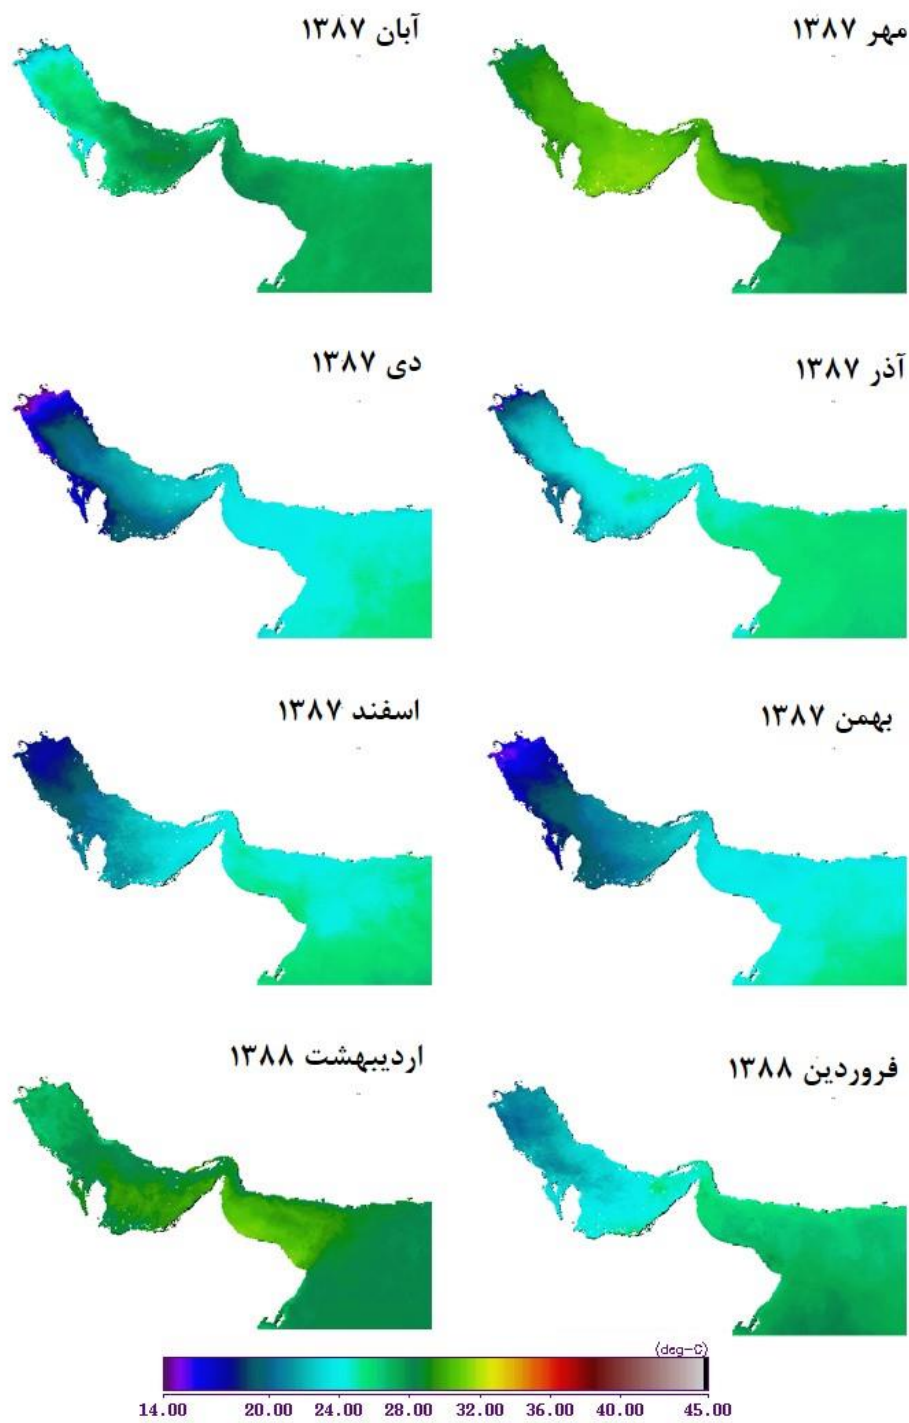 مهر ۱۳۸۷
آبان ۱۳۸۷
آذر ۱۳۸۷
دی ۱۳۸۷
بهمن ۱۳۸۷
اسفند ۱۳۸۷
فروردین ۱۳۸۸
اردیبهشت ۱۳۸۸
(deg-C)
14.00 20.00 24.00 28.00 32.00 36.00 40.00 45.00